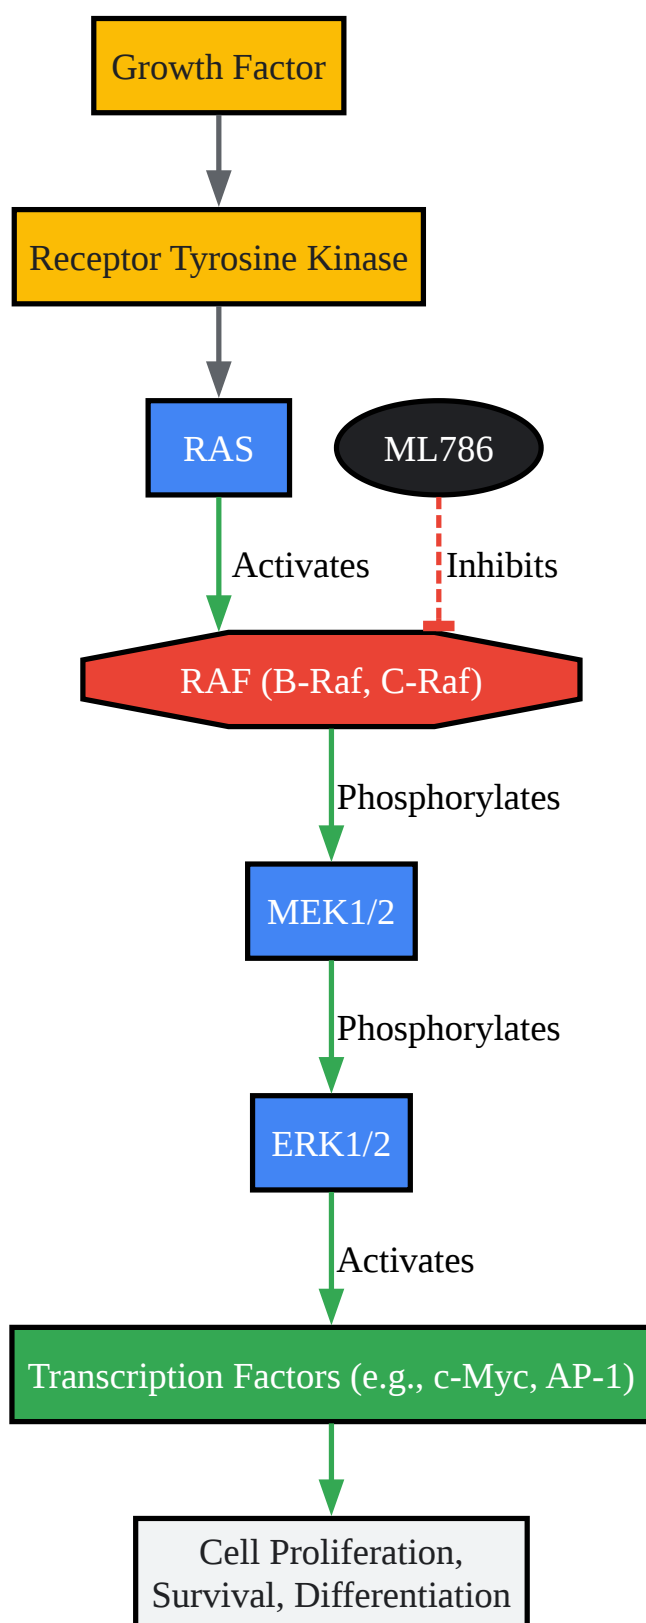 Growth Factor
Receptor Tyrosine Kinase
RAS
ML786
Activates
Inhibits
RAF (B-Raf, C-Raf)
Phosphorylates
MEK1/2
Phosphorylates
ERK1/2
Activates
Transcription Factors (e.g., c-Myc, AP-1)
Cell Proliferation,
Survival, Differentiation